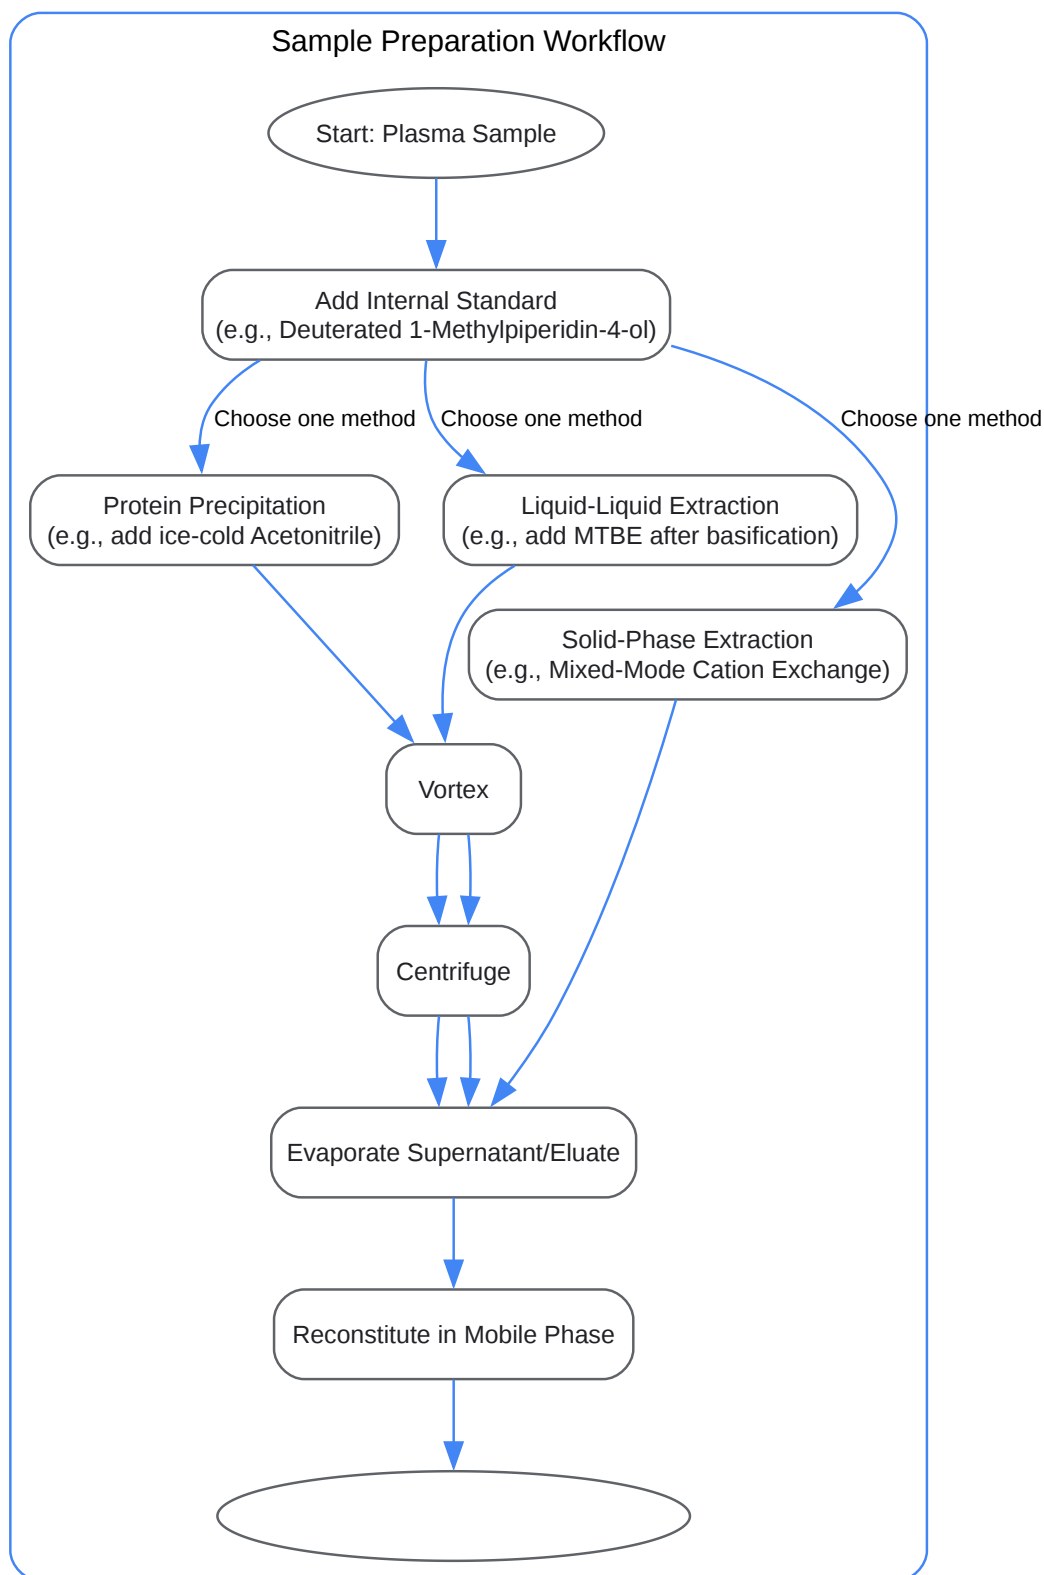 Sample Preparation Workflow
Start: Plasma Sample
Add Internal Standard
(e.g., Deuterated 1-Methylpiperidin-4-ol)
Choose one method
Choose one method
Choose one method
Protein Precipitation
(e.g., add ice-cold Acetonitrile)
Liquid-Liquid Extraction
(e.g., add MTBE after basification)
Solid-Phase Extraction
(e.g., Mixed-Mode Cation Exchange)
Vortex
Centrifuge
Evaporate Supernatant/Eluate
Reconstitute in Mobile Phase